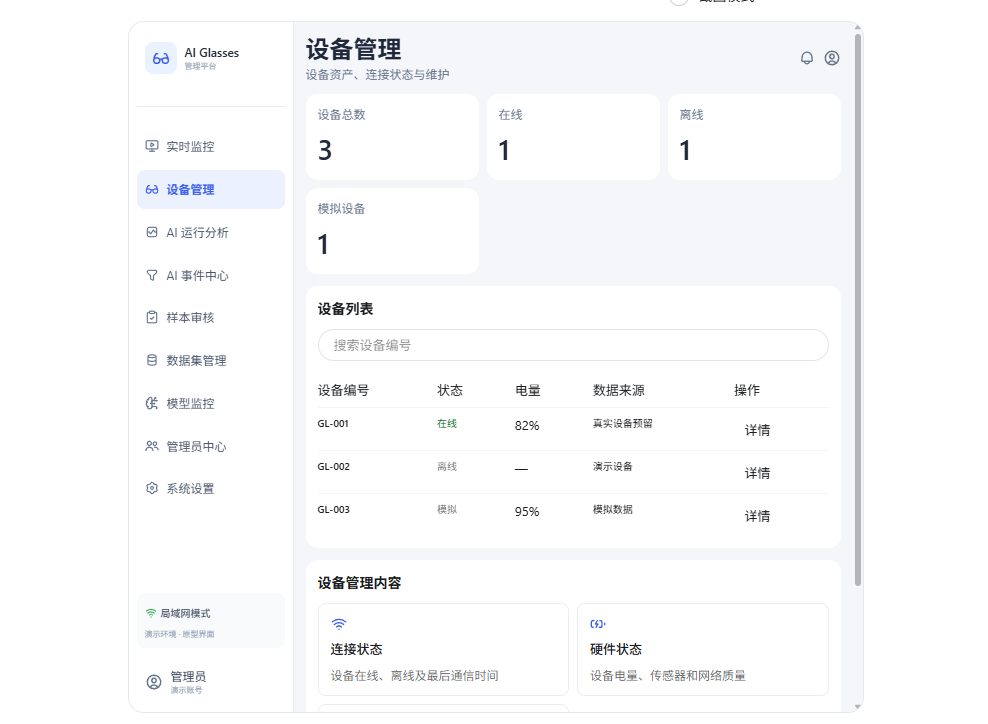 AI Glasses
管理平台
实时监控
设备管理
AI 运行分析
AI 事件中心
样本审核
数据集管理
模型监控
管理员中心
系统设置
局域网模式
演示环境 · 原型界面
管理员
演示账号
设备管理
设备资产、连接状态与维护
设备总数
3
在线
1
离线
1
模拟设备
1
设备列表
搜索设备编号
设备编号 状态 电量 数据来源 操作
GL-001 在线 82% 真实设备预留 详情
GL-002 离线 — 演示设备 详情
GL-003 模拟 95% 模拟数据 详情
设备管理内容
连接状态
设备在线、离线及最后通信时间
硬件状态
设备电量、传感器和网络质量